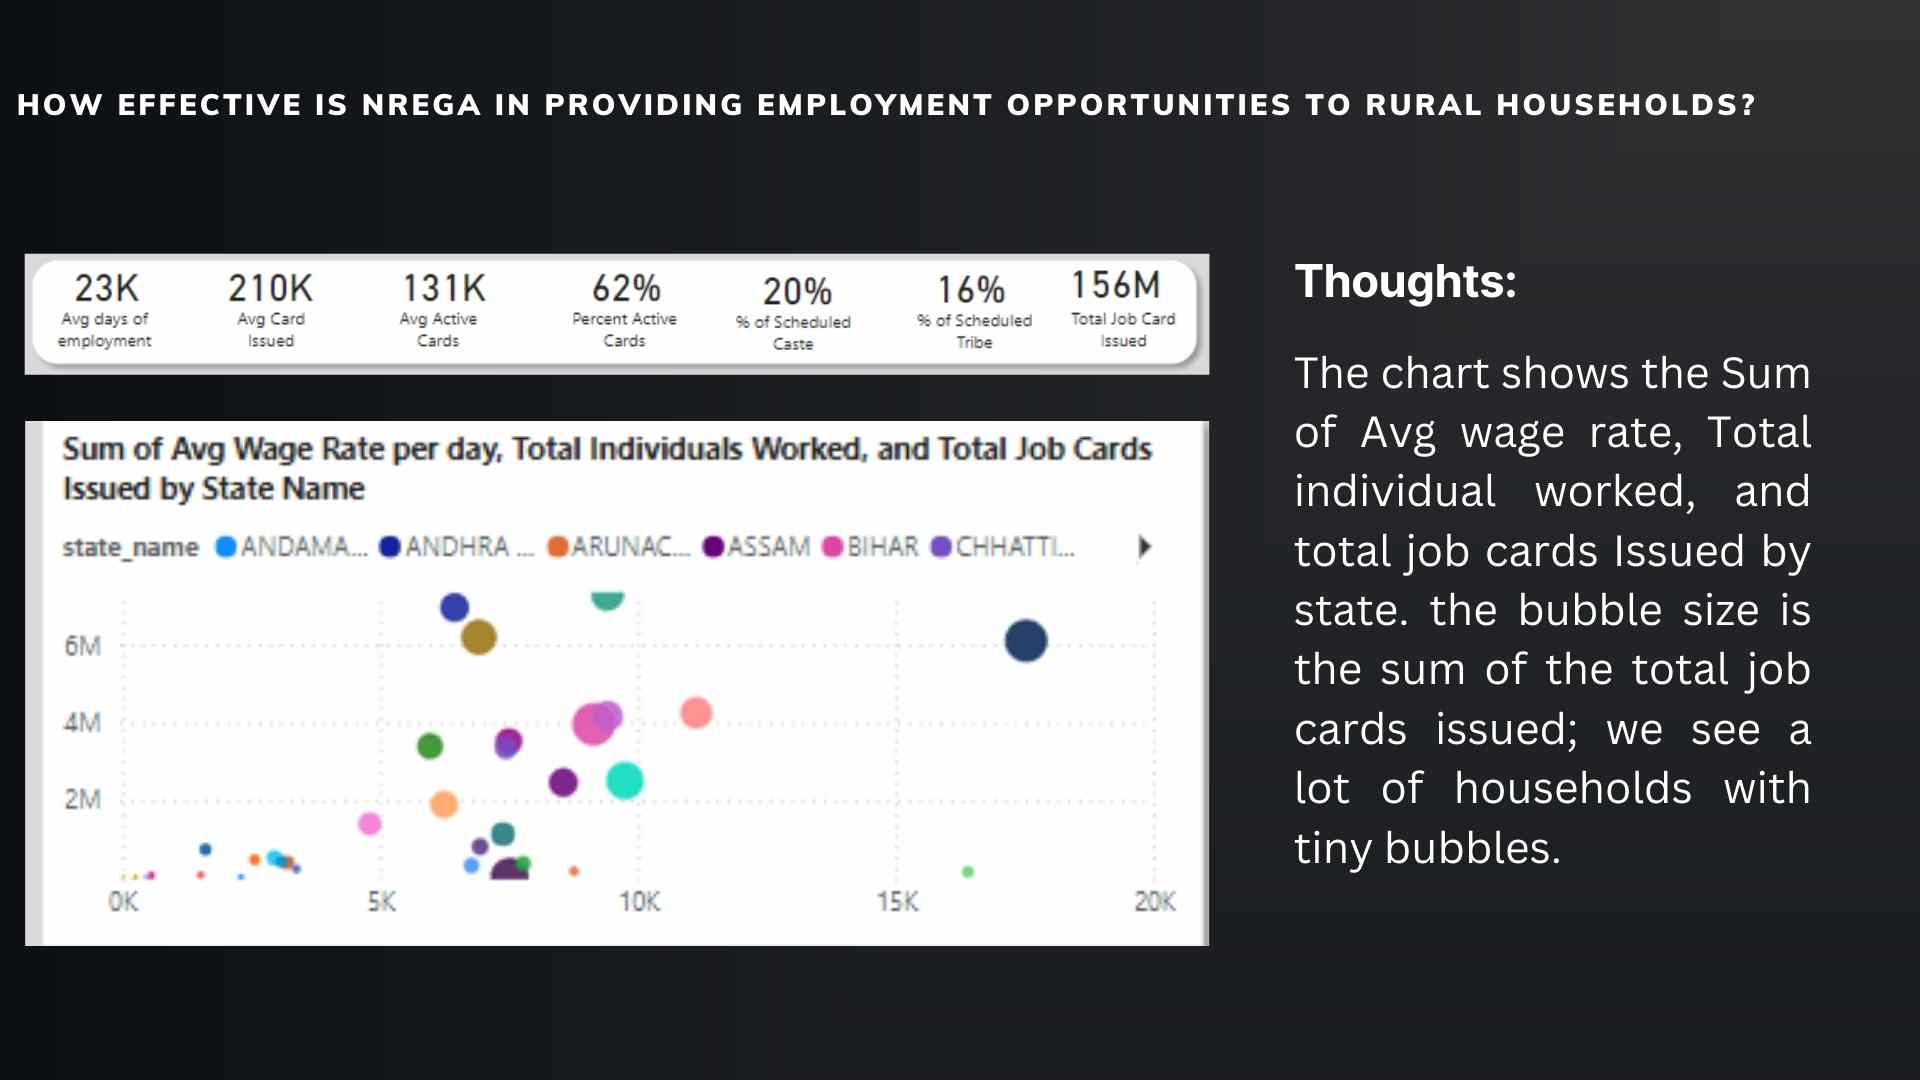 HOW EFFECTIVE IS NREGA IN PROVIDING EMPLOYMENT OPPORTUNITIES TO RURAL HOUSEHOLDS?
23K 210K 131K 62% 20% 16% 156M
Avg days of Avg Card Avg Active Percent Active % of Scheduled % of Scheduled Total Job Card
employment Issued Cards Cards Caste Tribe Issued
Sum of Avg Wage Rate per day, Total Individuals Worked, and Total Job Cards
Issued by State Name
state_name ANDAMA... ANDHRA ... ARUNAC... ASSAM BIHAR CHHATTI...
6M
4M
2M
0K 5K 10K 15K 20K
Thoughts:
The chart shows the Sum
of Avg wage rate, Total
individual worked, and
total job cards Issued by
state. the bubble size is
the sum of the total job
cards issued; we see a
lot of households with
tiny bubbles.